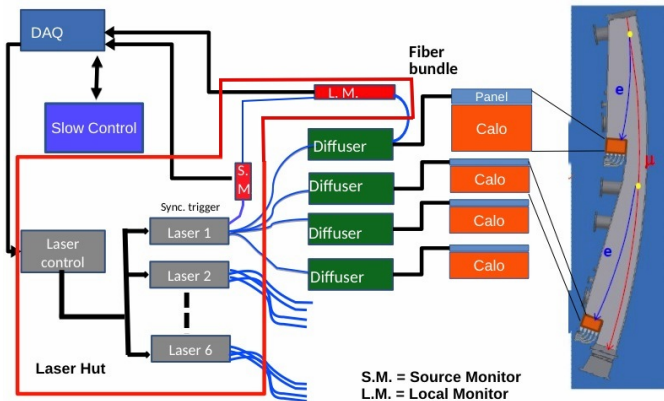 DAQ
Slow Control
Fiber
bundle
L. M.
Panel
Calo
e
μ
Diffuser
S.
M
Diffuser
Calo
Sync. trigger
Laser 1
Diffuser
Calo
Laser
control
Laser 2
Diffuser
Calo
e
Laser 6
Laser Hut
S.M. = Source Monitor
L.M. = Local Monitor